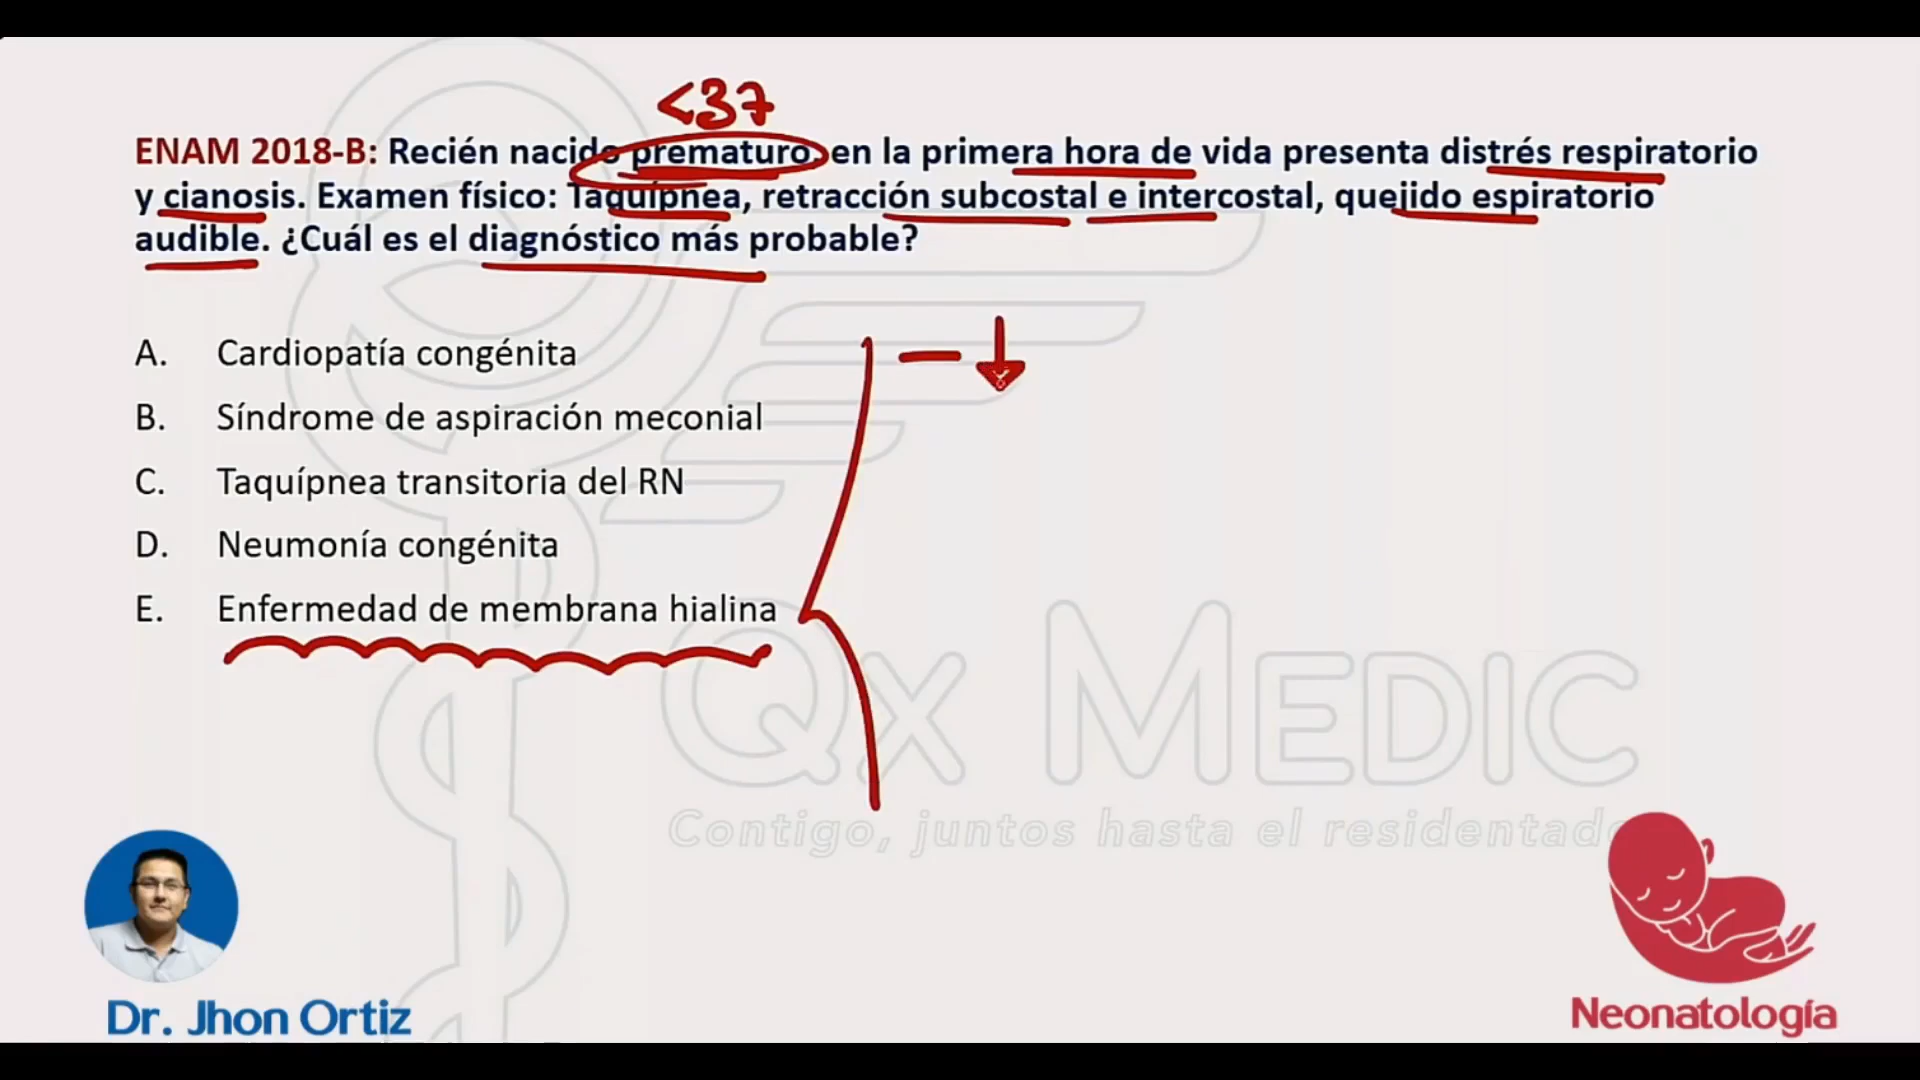 <37
ENAM 2018-B: Recién nacido prematuro, en la primera hora de vida presenta distrés respiratorio
y cianosis. Examen físico: Taquípnea, retracción subcostal e intercostal, quejido espiratorio
audible. ¿Cuál es el diagnóstico más probable?
A. Cardiopatía congénita
B. Síndrome de aspiración meconial
C. Taquípnea transitoria del RN
D. Neumonía congénita
E. Enfermedad de membrana hialina
Qx MEDIC
Contigo, juntos hasta el residentado
Dr. Jhon Ortiz
Neonatología